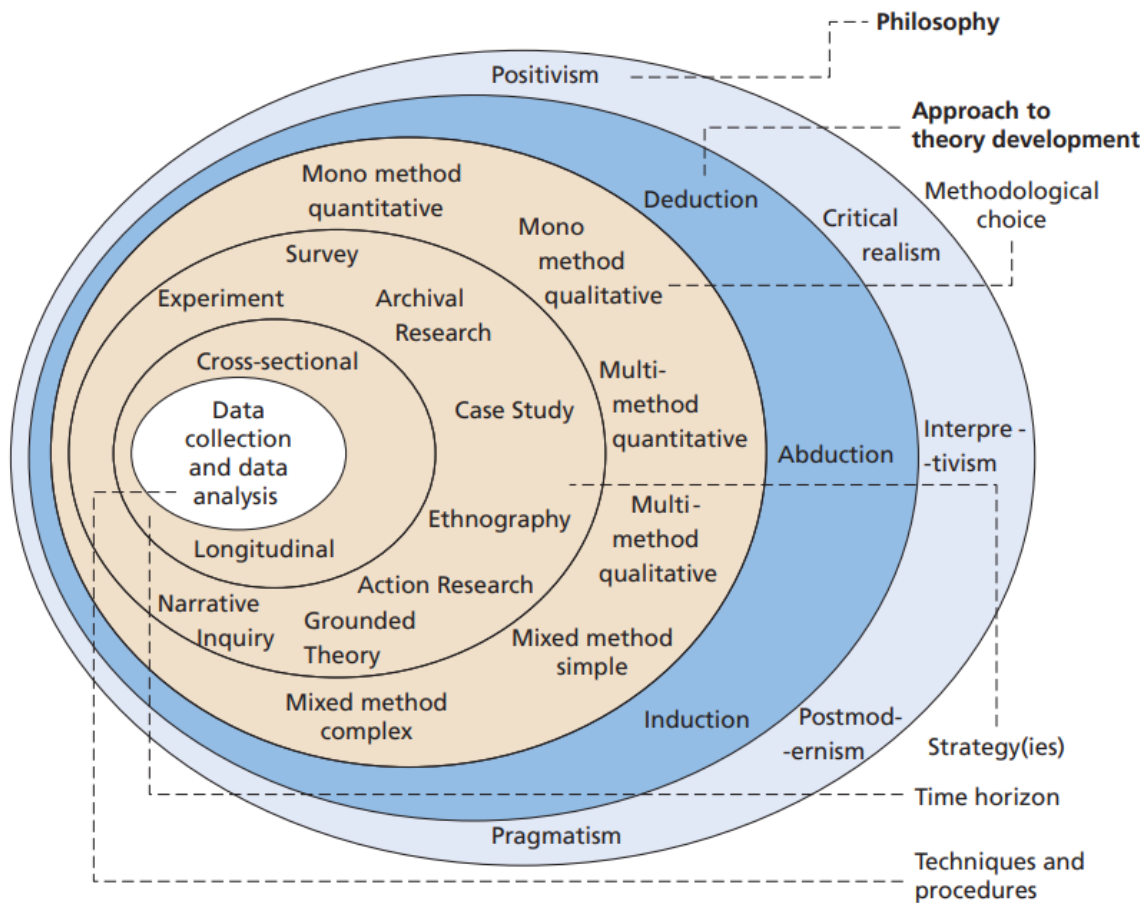 Philosophy
Positivism
Approach to
theory development
Mono method
quantitative
Deduction
Methodological
choice
Mono
method
qualitative
Critical
realism
Survey
Experiment
Archival
Research
Cross-sectional
Multi-
method
quantitative
Data
collection
and data
analysis
Case Study
Abduction
Interpre -
-tivism
Ethnography
Multi-
method
qualitative
Longitudinal
Action Research
Narrative
Inquiry
Grounded
Theory
Mixed method
simple
Mixed method
complex
Induction
Postmod-
-ernism
Strategy(ies)
Time horizon
Pragmatism
Techniques and
procedures